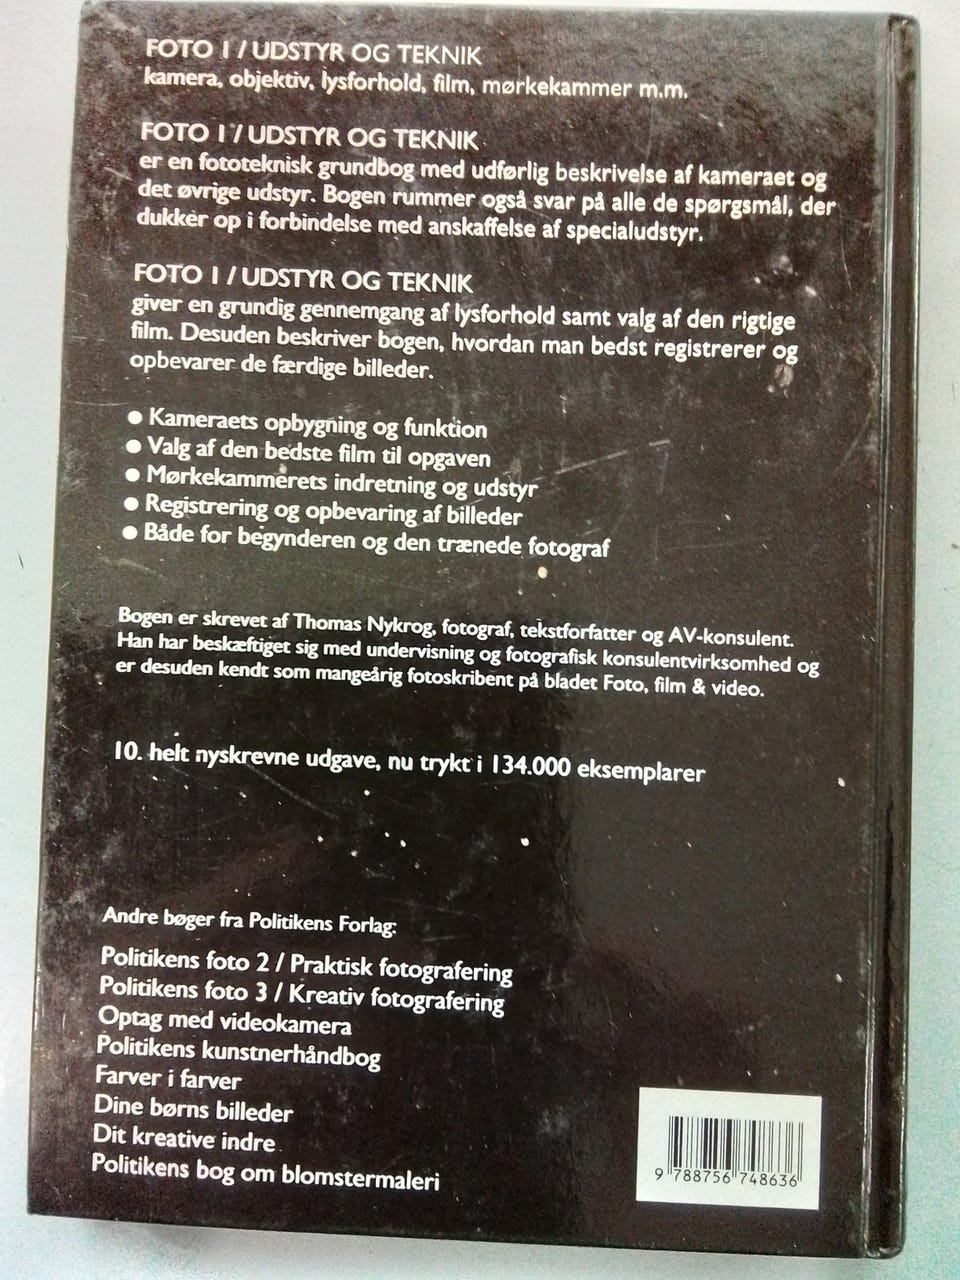 FOTO 1 / UDSTYR OG TEKNIK
kamera, objektiv, lysforhold, film, mørkekammer m.m.
FOTO 1 / UDSTYR OG TEKNIK
er en fototeknisk grundbog med udførlig beskrivelse af kameraet og
det øvrige udstyr. Bogen rummer også svar på alle de spørgsmål, der
dukker op i forbindelse med anskaffelse af specialudstyr.
FOTO 1 / UDSTYR OG TEKNIK
giver en grundig gennemgang af lysforhold samt valg af den rigtige
film. Desuden beskriver bogen, hvordan man bedst registrerer og
opbevarer de færdige billeder.
● Kameraets opbygning og funktion
● Valg af den bedste film til opgaven
● Mørkekammerets indretning og udstyr
● Registrering og opbevaring af billeder
● Både for begynderen og den trænede fotograf
Bogen er skrevet af Thomas Nykrog, fotograf, tekstforfatter og AV-konsulent.
Han har beskæftiget sig med undervisning og fotografisk konsulentvirksomhed og
er desuden kendt som mangeårig fotoskribent på bladet Foto, film & video.
10. helt nyskrevne udgave, nu trykt i 134.000 eksemplarer
Andre bøger fra Politikens Forlag:
Politikens foto 2 / Praktisk fotografering
Politikens foto 3 / Kreativ fotografering
Optag med videokamera
Politikens kunstnerhåndbog
Farver i farver
Dine børns billeder
Dit kreative indre
Politikens bog om blomstermaleri
9 788756 748636